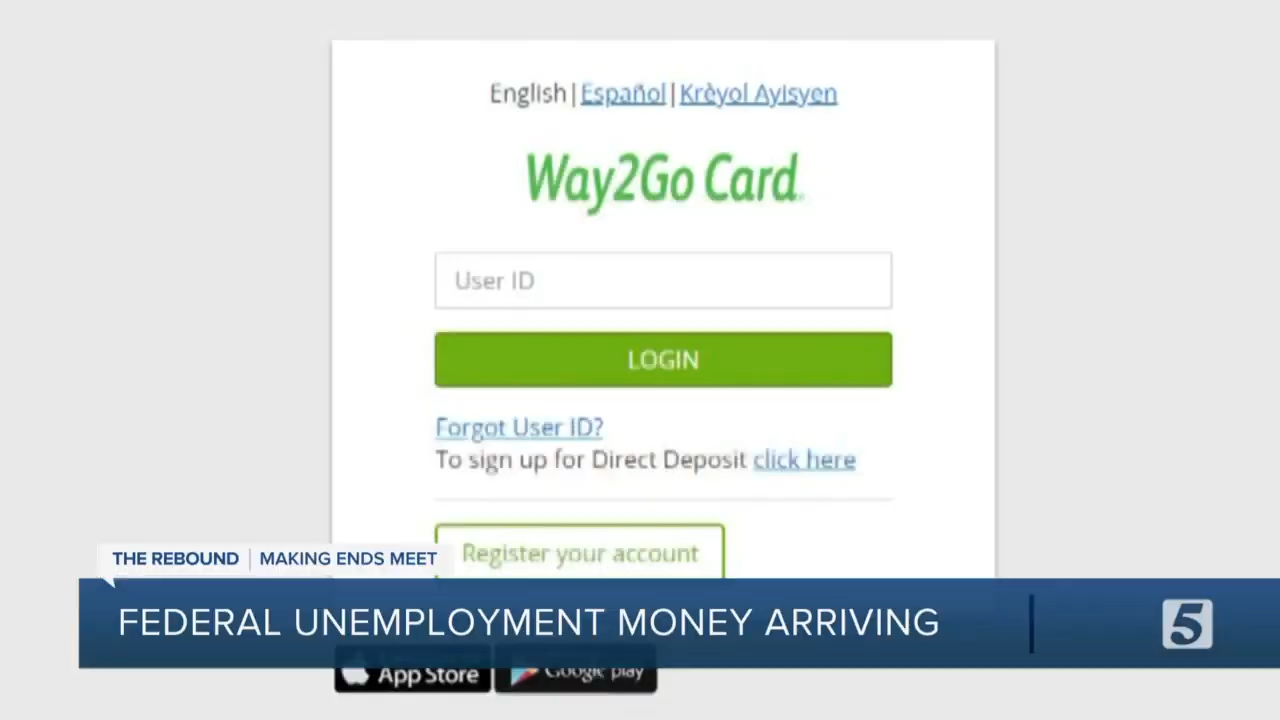 English|Español|Krèyol Ayisyen
Way2Go Card
User ID
LOGIN
Forgot User ID?
To sign up for Direct Deposit click here
Register your account
THE REBOUND | MAKING ENDS MEET
FEDERAL UNEMPLOYMENT MONEY ARRIVING
5
App Store
Google play